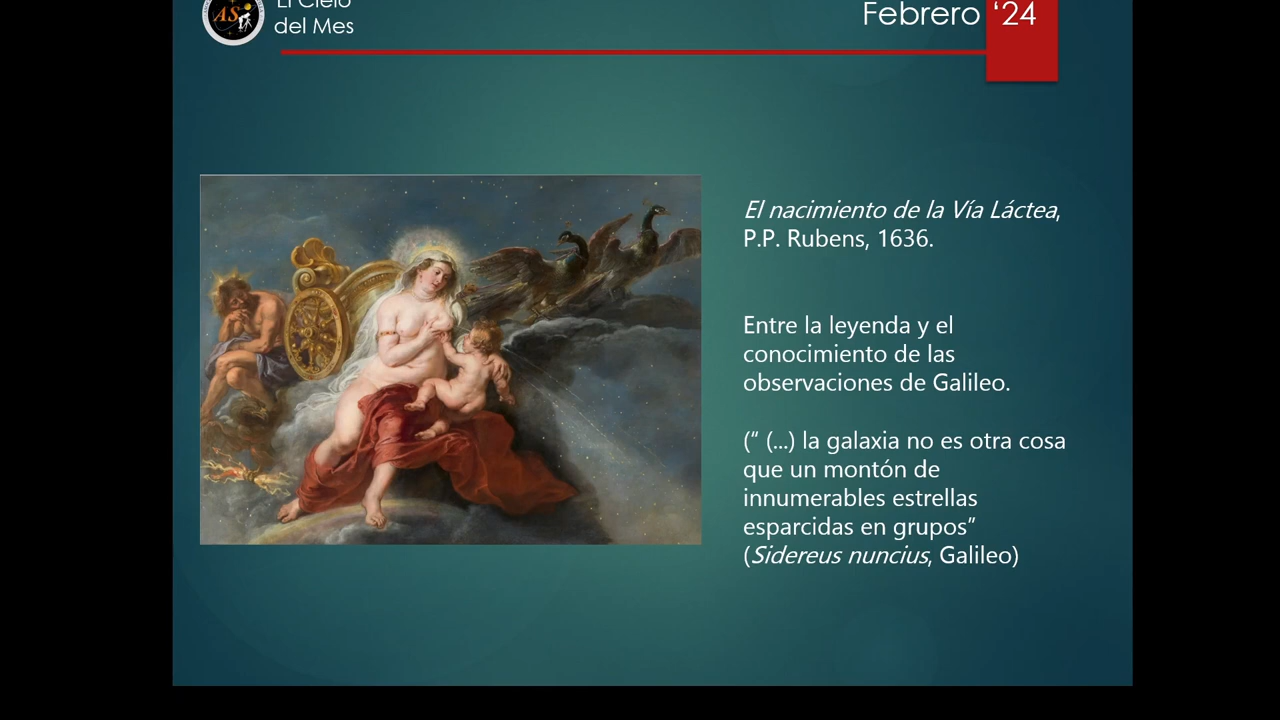 El Cielo
del Mes
Febrero ‘24
AS
El nacimiento de la Vía Láctea,
P.P. Rubens, 1636.
Entre la leyenda y el
conocimiento de las
observaciones de Galileo.
(“ (...) la galaxia no es otra cosa
que un montón de
innumerables estrellas
esparcidas en grupos”
(Sidereus nuncius, Galileo)